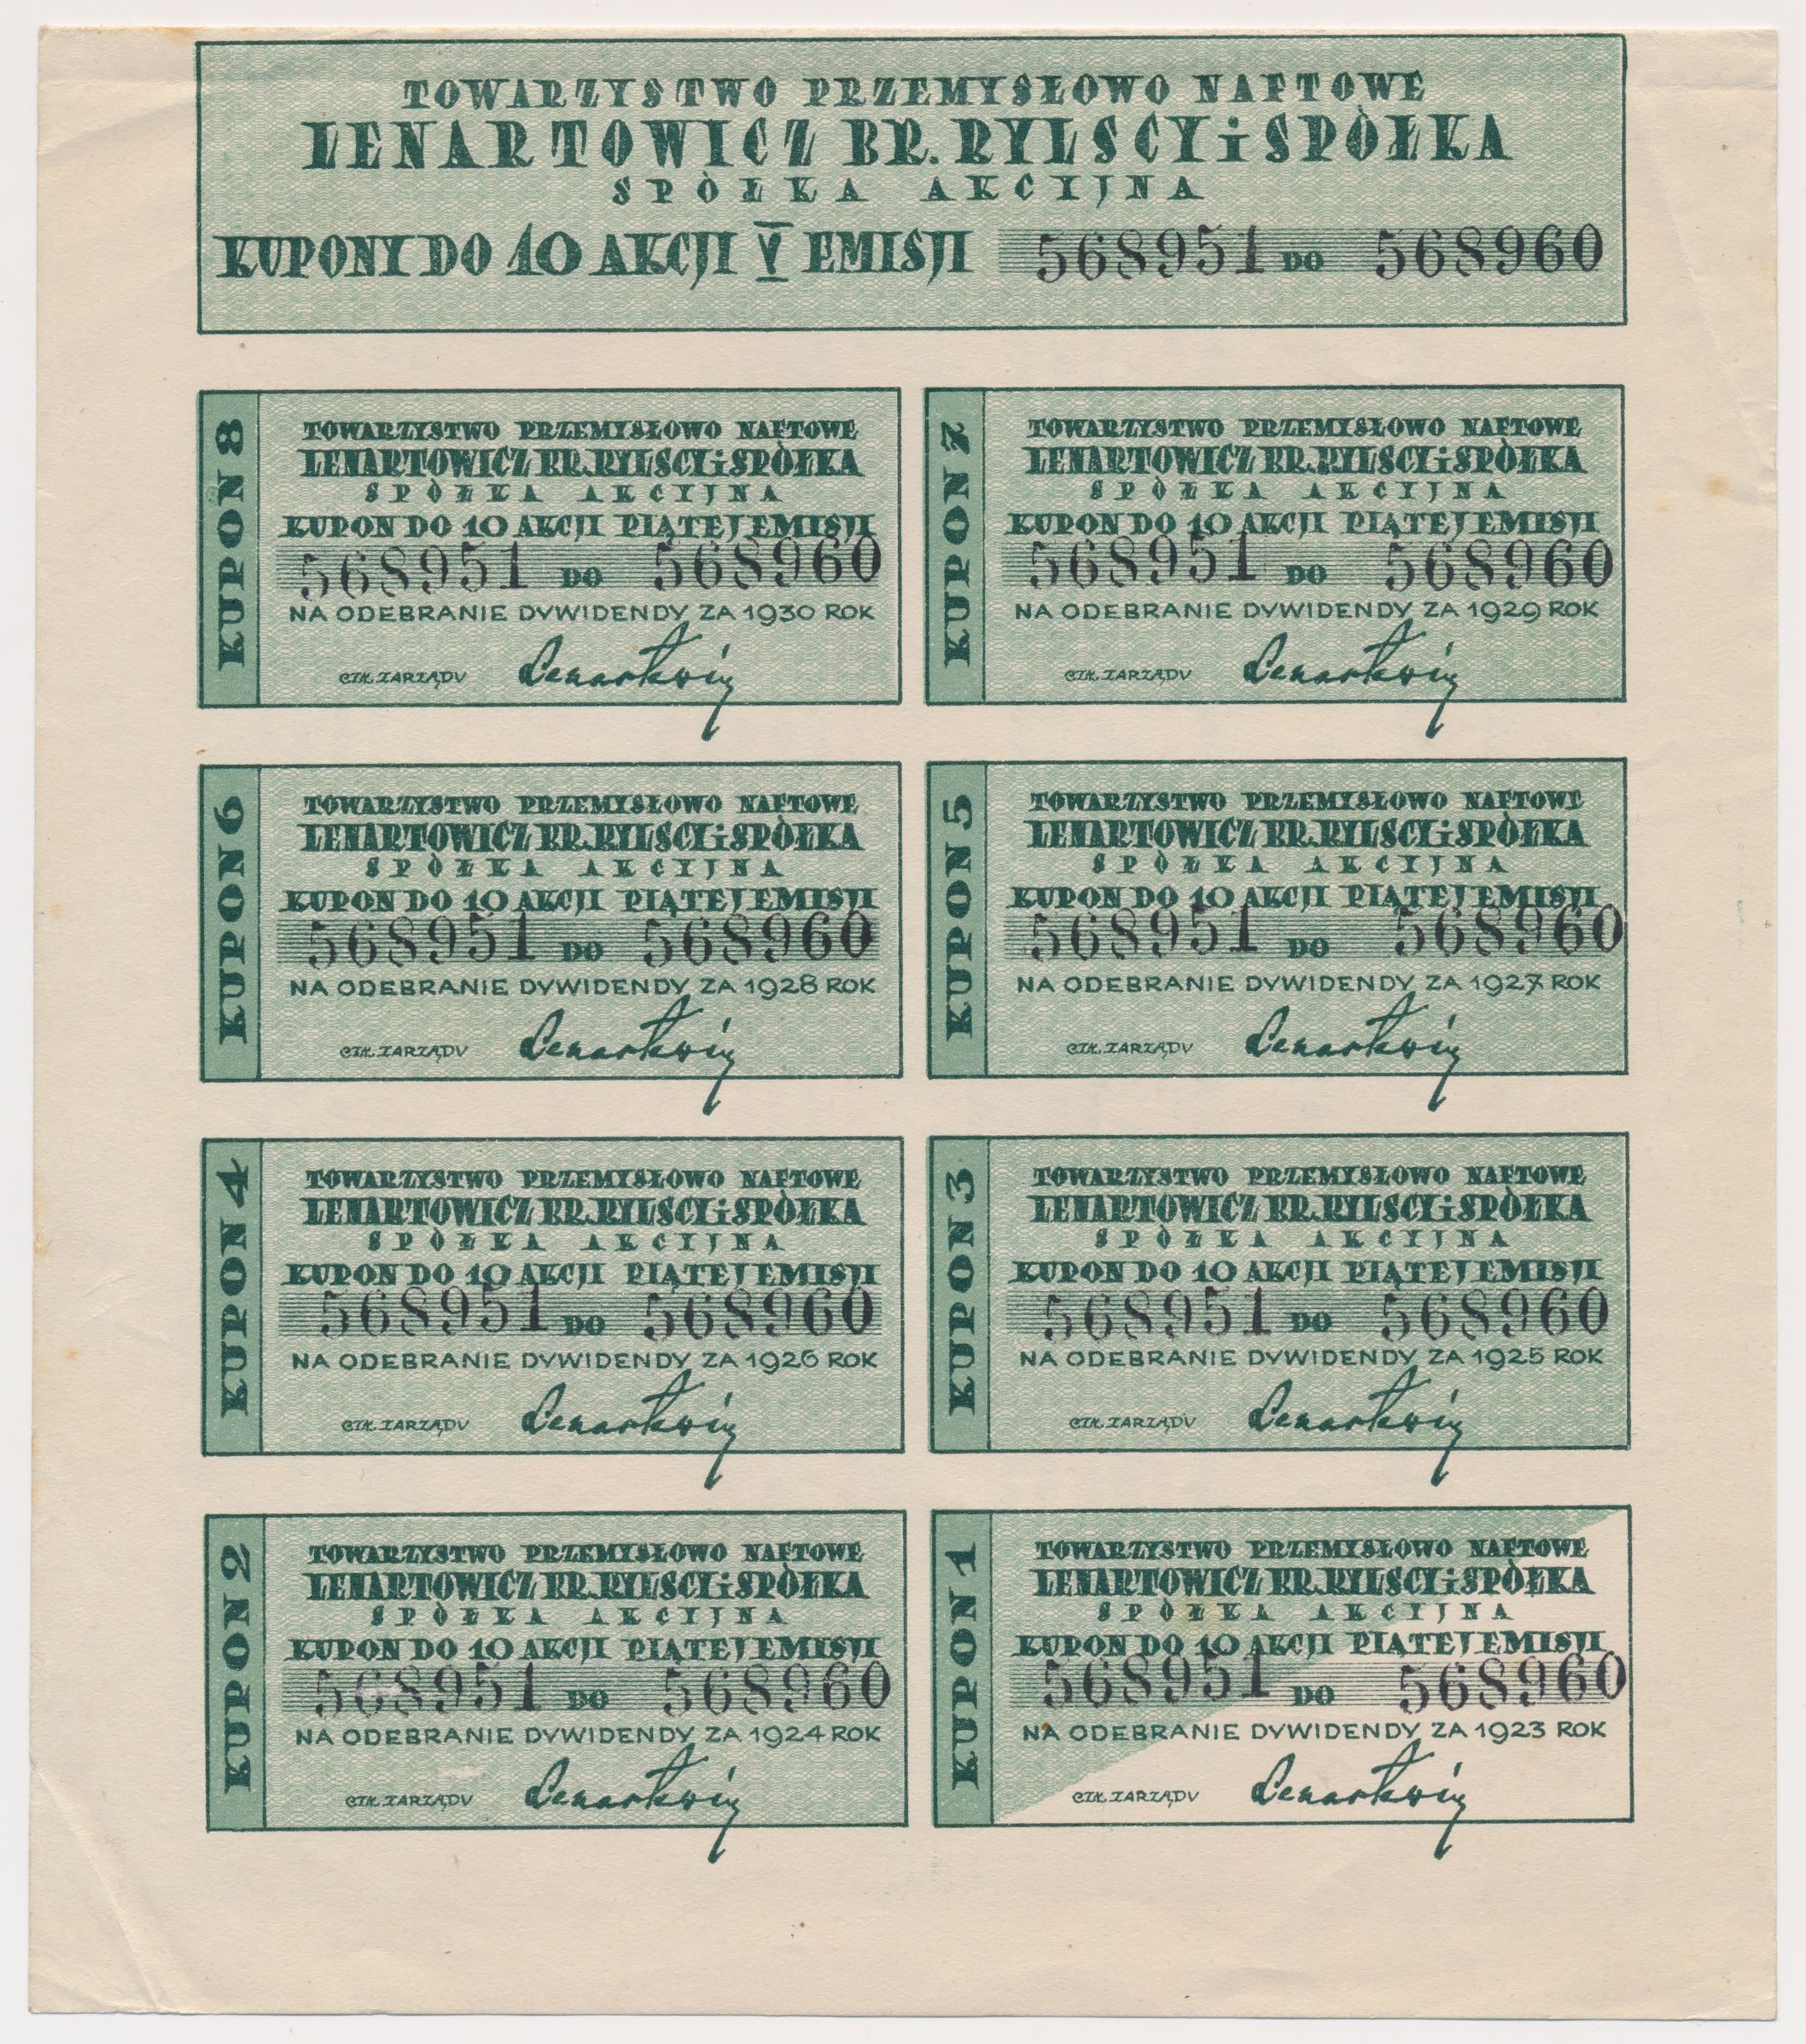 TOWARZYSTWO PRZEMYSŁOWO NAFTOWE
LENARTOWICZ BR. RYLSCY i SPÓŁKA
SPÓŁKA AKCYJNA
KUPONY DO 10 AKCJI V EMISJI 568951 DO 568960
KUPON 8
TOWARZYSTWO PRZEMYSŁOWO NAFTOWE
LENARTOWICZ BR. RYLSCY i SPÓŁKA
SPÓŁKA AKCYJNA
KUPON DO 10 AKCJI PIĄTEJ EMISJI
568951 DO 568960
NA ODEBRANIE DYWIDENDY ZA 1930 ROK
CZŁ. ZARZĄDU Lenartowicz
KUPON 7
TOWARZYSTWO PRZEMYSŁOWO NAFTOWE
LENARTOWICZ BR. RYLSCY i SPÓŁKA
SPÓŁKA AKCYJNA
KUPON DO 10 AKCJI PIĄTEJ EMISJI
568951 DO 568960
NA ODEBRANIE DYWIDENDY ZA 1929 ROK
CZŁ. ZARZĄDU Lenartowicz
KUPON 6
TOWARZYSTWO PRZEMYSŁOWO NAFTOWE
LENARTOWICZ BR. RYLSCY i SPÓŁKA
SPÓŁKA AKCYJNA
KUPON DO 10 AKCJI PIĄTEJ EMISJI
568951 DO 568960
NA ODEBRANIE DYWIDENDY ZA 1928 ROK
CZŁ. ZARZĄDU Lenartowicz
KUPON 5
TOWARZYSTWO PRZEMYSŁOWO NAFTOWE
LENARTOWICZ BR. RYLSCY i SPÓŁKA
SPÓŁKA AKCYJNA
KUPON DO 10 AKCJI PIĄTEJ EMISJI
568951 DO 568960
NA ODEBRANIE DYWIDENDY ZA 1927 ROK
CZŁ. ZARZĄDU Lenartowicz
KUPON 4
TOWARZYSTWO PRZEMYSŁOWO NAFTOWE
LENARTOWICZ BR. RYLSCY i SPÓŁKA
SPÓŁKA AKCYJNA
KUPON DO 10 AKCJI PIĄTEJ EMISJI
568951 DO 568960
NA ODEBRANIE DYWIDENDY ZA 1926 ROK
CZŁ. ZARZĄDU Lenartowicz
KUPON 3
TOWARZYSTWO PRZEMYSŁOWO NAFTOWE
LENARTOWICZ BR. RYLSCY i SPÓŁKA
SPÓŁKA AKCYJNA
KUPON DO 10 AKCJI PIĄTEJ EMISJI
568951 DO 568960
NA ODEBRANIE DYWIDENDY ZA 1925 ROK
CZŁ. ZARZĄDU Lenartowicz
KUPON 2
TOWARZYSTWO PRZEMYSŁOWO NAFTOWE
LENARTOWICZ BR. RYLSCY i SPÓŁKA
SPÓŁKA AKCYJNA
KUPON DO 10 AKCJI PIĄTEJ EMISJI
568951 DO 568960
NA ODEBRANIE DYWIDENDY ZA 1924 ROK
CZŁ. ZARZĄDU Lenartowicz
KUPON 1
TOWARZYSTWO PRZEMYSŁOWO NAFTOWE
LENARTOWICZ BR. RYLSCY i SPÓŁKA
SPÓŁKA AKCYJNA
KUPON DO 10 AKCJI PIĄTEJ EMISJI
568951 DO 568960
NA ODEBRANIE DYWIDENDY ZA 1923 ROK
CZŁ. ZARZĄDU Lenartowicz